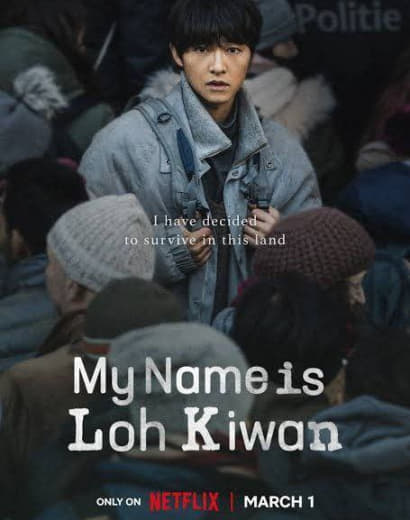 Politie
I have decided
to survive in this land
My Name is
Loh Kiwan
ONLY ON NETFLIX | MARCH 1